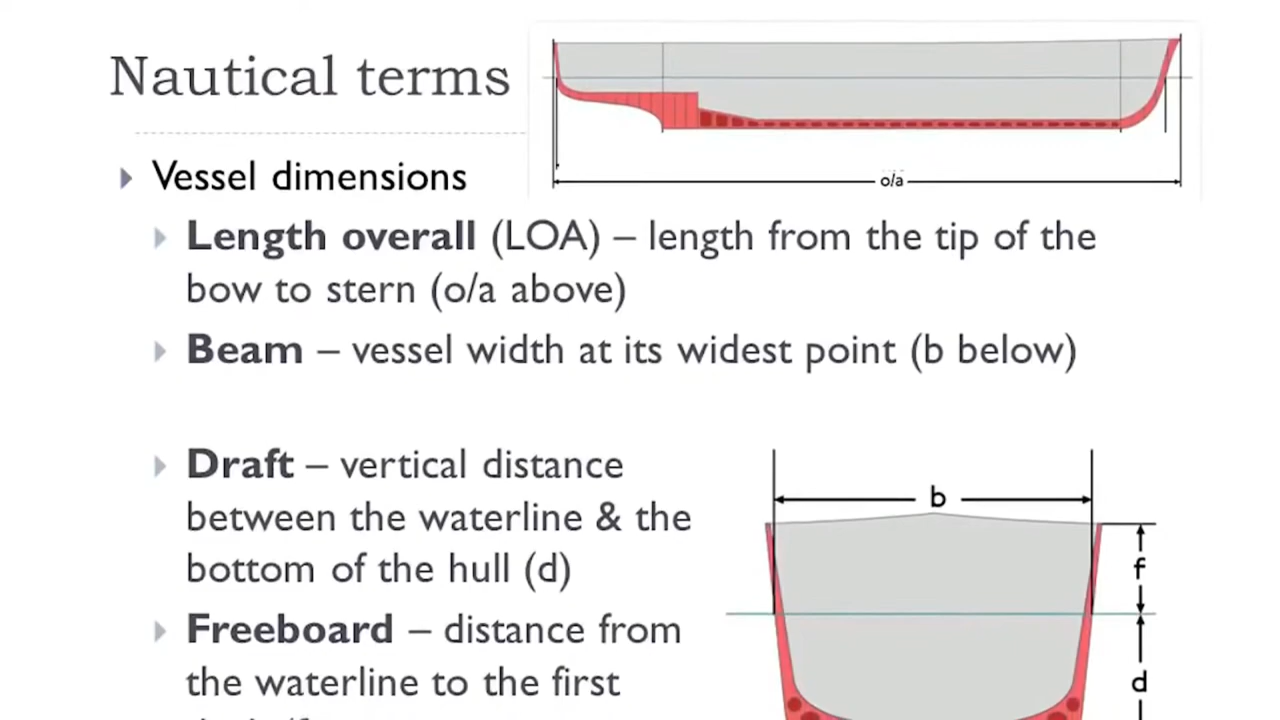 Nautical terms
o/a
Vessel dimensions
Length overall (LOA) – length from the tip of the
bow to stern (o/a above)
Beam – vessel width at its widest point (b below)
Draft – vertical distance
between the waterline & the
bottom of the hull (d)
Freeboard – distance from
the waterline to the first
b
f
d